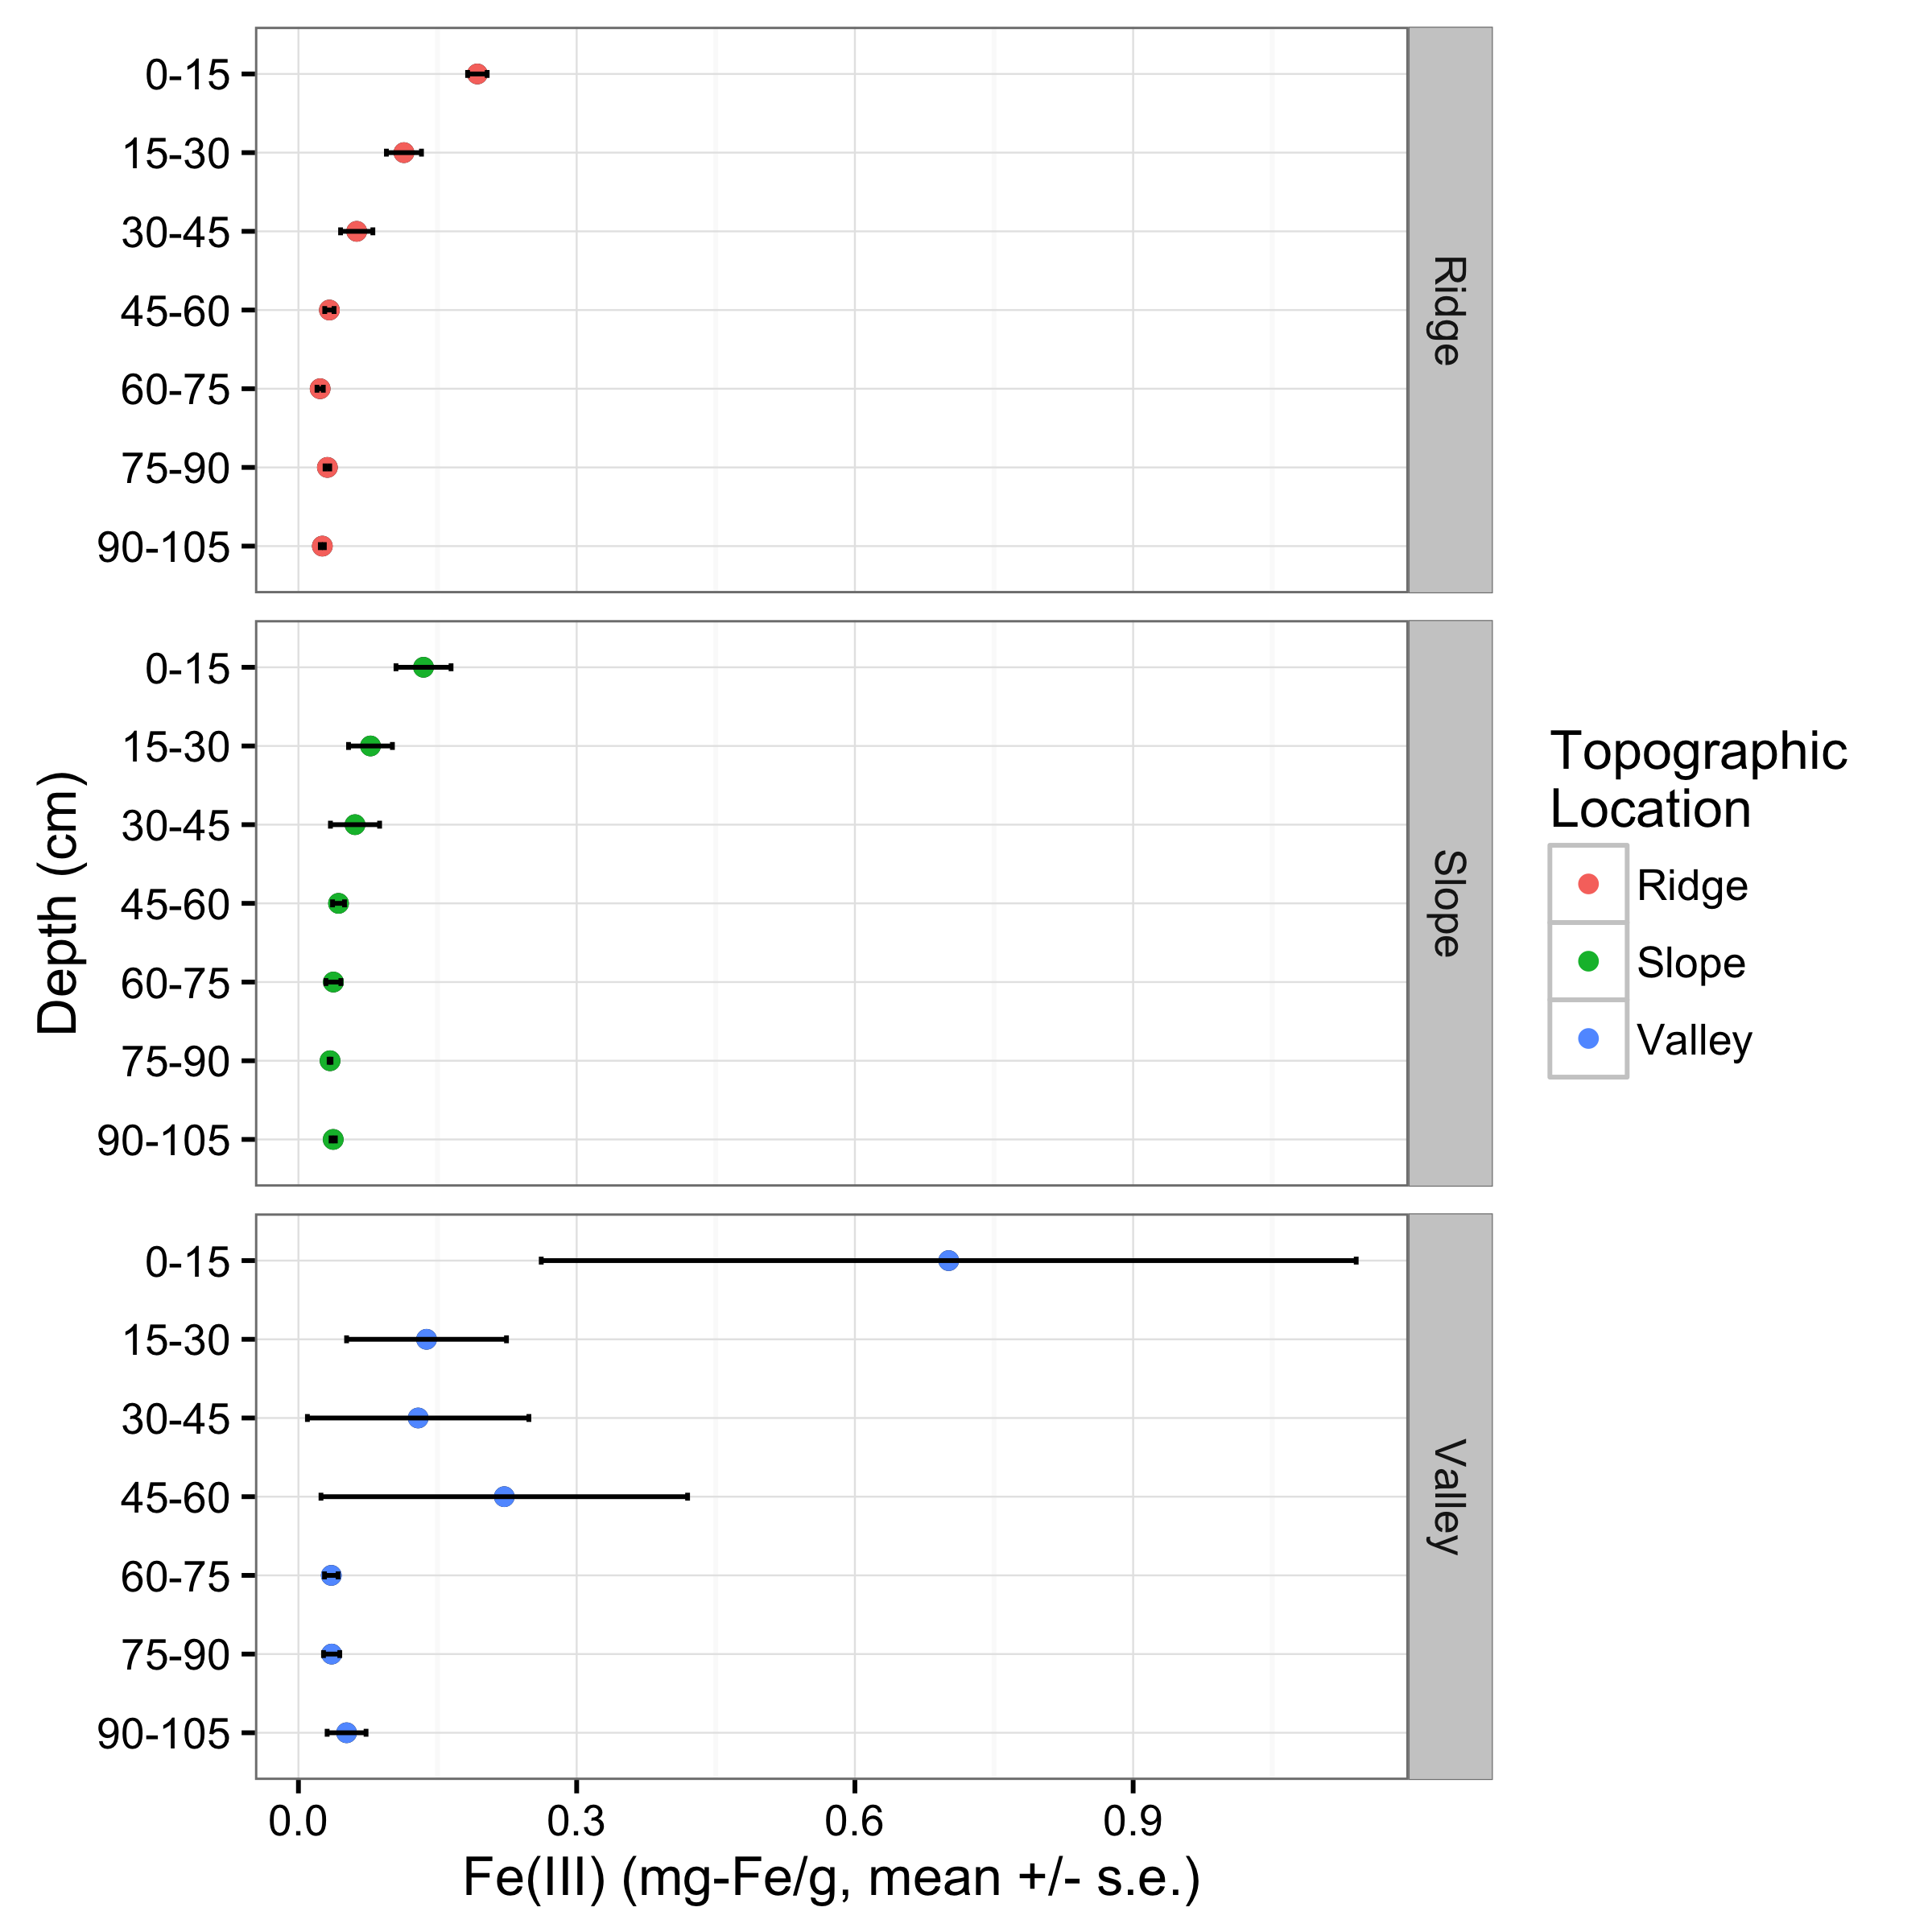 0-15
15-30
30-45
45-60
60-75
75-90
90-105
Ridge
0-15
15-30
30-45
45-60
60-75
75-90
90-105
Slope
0-15
15-30
30-45
45-60
60-75
75-90
90-105
Valley
Depth (cm)
0.0 0.3 0.6 0.9
Fe(III) (mg-Fe/g, mean +/- s.e.)
Topographic
Location
Ridge
Slope
Valley